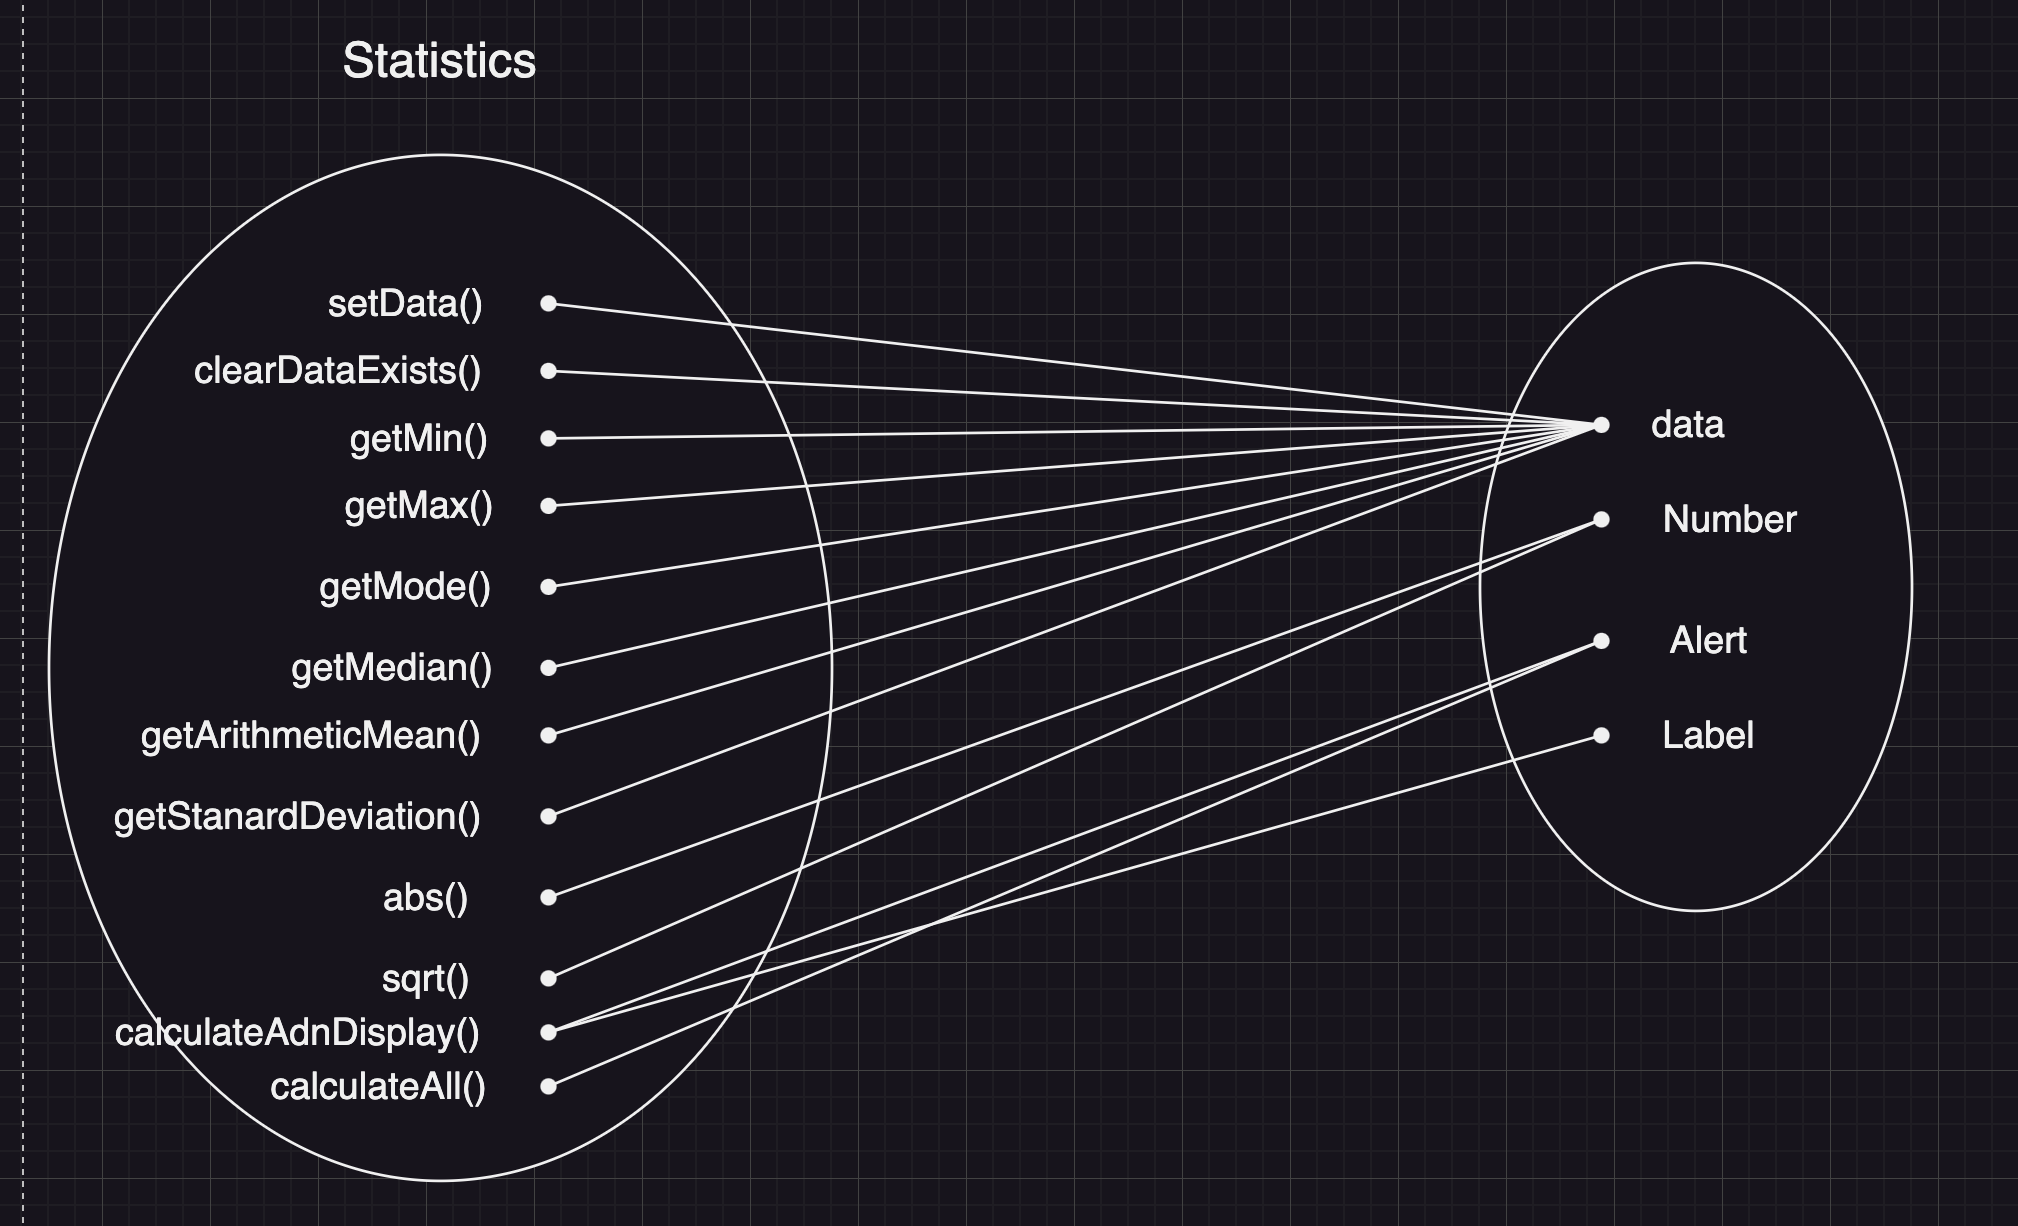 Statistics
setData()
clearDataExists()
getMin()
getMax()
getMode()
getMedian()
getArithmeticMean()
getStanardDeviation()
abs()
sqrt()
calculateAdnDisplay()
calculateAll()
data
Number
Alert
Label